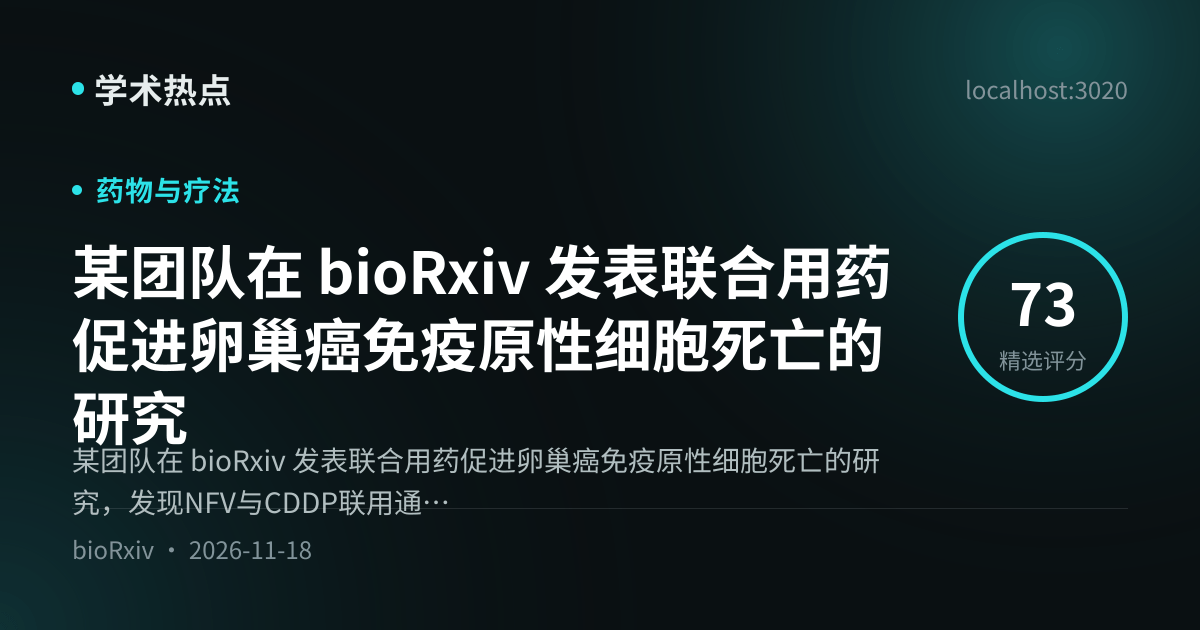 学术热点
localhost:3020
药物与疗法
某团队在 bioRxiv 发表联合用药
促进卵巢癌免疫原性细胞死亡的
研究
73
精选评分
某团队在 bioRxiv 发表联合用药促进卵巢癌免疫原性细胞死亡的研
究，发现NFV与CDDP联用通…
bioRxiv · 2026-11-18